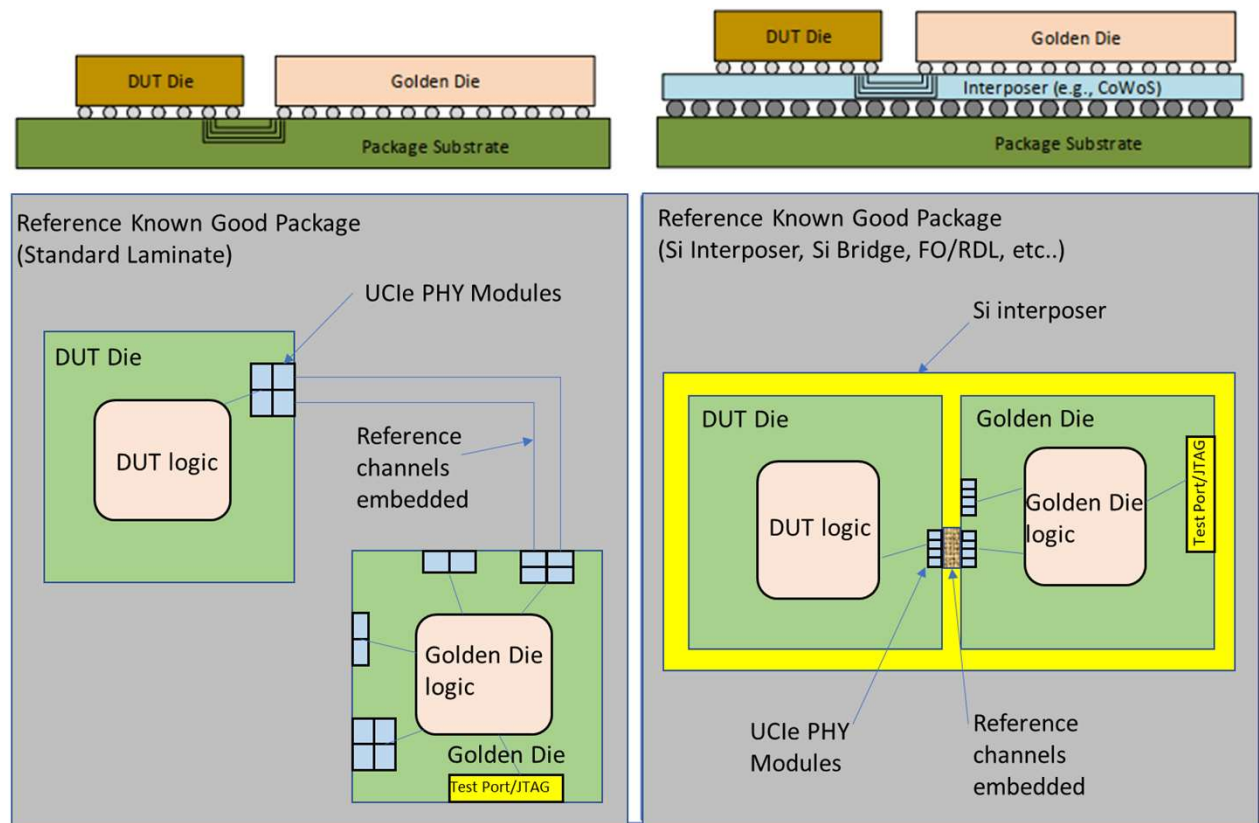 DUT Die
Golden Die
Package Substrate
DUT Die
Golden Die
Interposer (e.g., CoWoS)
Package Substrate
Reference Known Good Package
(Standard Laminate)
UCIe PHY Modules
DUT Die
DUT logic
Reference
channels
embedded
Golden Die
logic
Golden Die
Test Port/JTAG
Reference Known Good Package
(Si Interposer, Si Bridge, FO/RDL, etc..)
Si interposer
DUT Die
Golden Die
DUT logic
Golden Die
logic
Test Port/JTAG
UCIe PHY
Modules
Reference
channels
embedded